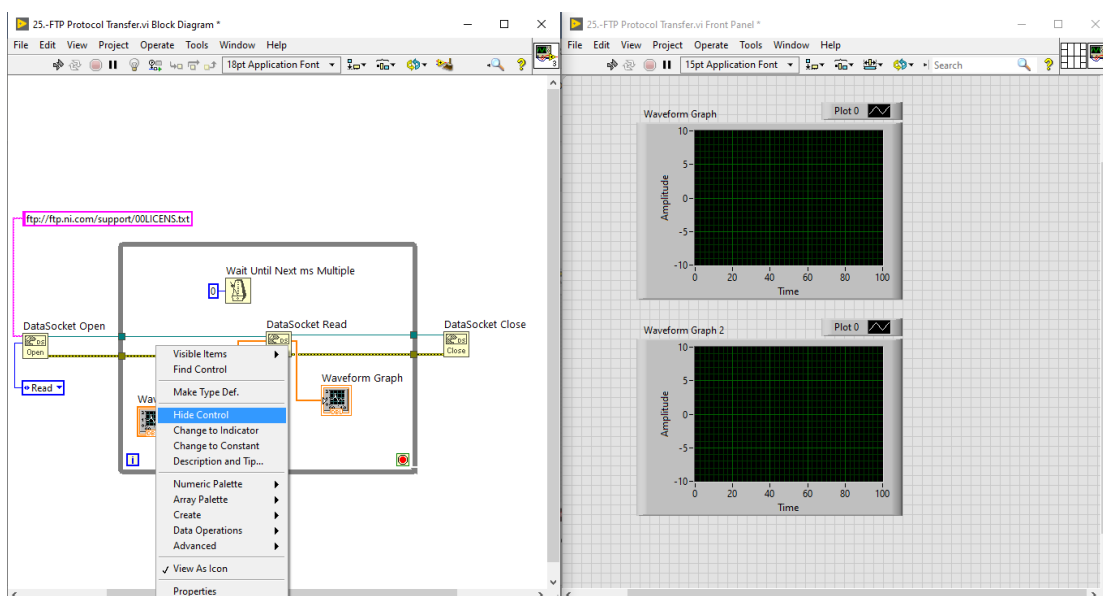 25.-FTP Protocol Transfer.vi Block Diagram *
File Edit View Project Operate Tools Window Help
18pt Application Font
3
ftp://ftp.ni.com/support/00LICENS.txt
Wait Until Next ms Multiple
0
DataSocket Open
DS
Open
Read
DataSocket Read
DS
DataSocket Close
DS
Close
Waveform Graph
Wav
i
Visible Items
Find Control
Make Type Def.
Hide Control
Change to Indicator
Change to Constant
Description and Tip...
Numeric Palette
Array Palette
Create
Data Operations
Advanced
View As Icon
Properties
25.-FTP Protocol Transfer.vi Front Panel *
File Edit View Project Operate Tools Window Help
15pt Application Font
Search
Waveform Graph
Plot 0
10
5
0
-5
-10
Amplitude
0 20 40 60 80 100
Time
Waveform Graph 2
Plot 0
10
5
0
-5
-10
Amplitude
0 20 40 60 80 100
Time